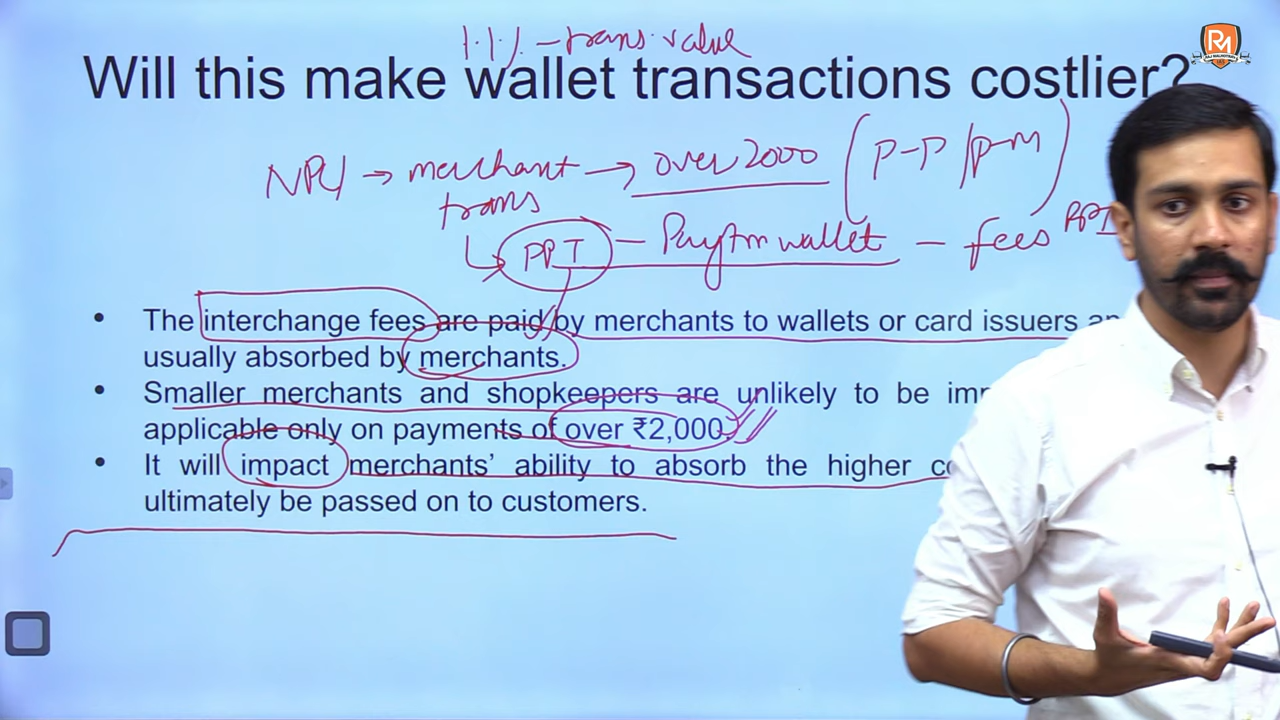 1.1% - trans. value
Will this make wallet transactions costlier?
NPCI → merchant → over 2000 (P-P/P-M)
trans
PPI - Paytm wallet - fees PPI
• The interchange fees are paid by merchants to wallets or card issuers
usually absorbed by merchants.
• Smaller merchants and shopkeepers are unlikely to be
applicable only on payments of over ₹2,000.
• It will impact merchants' ability to absorb the higher
ultimately be passed on to customers.
RM